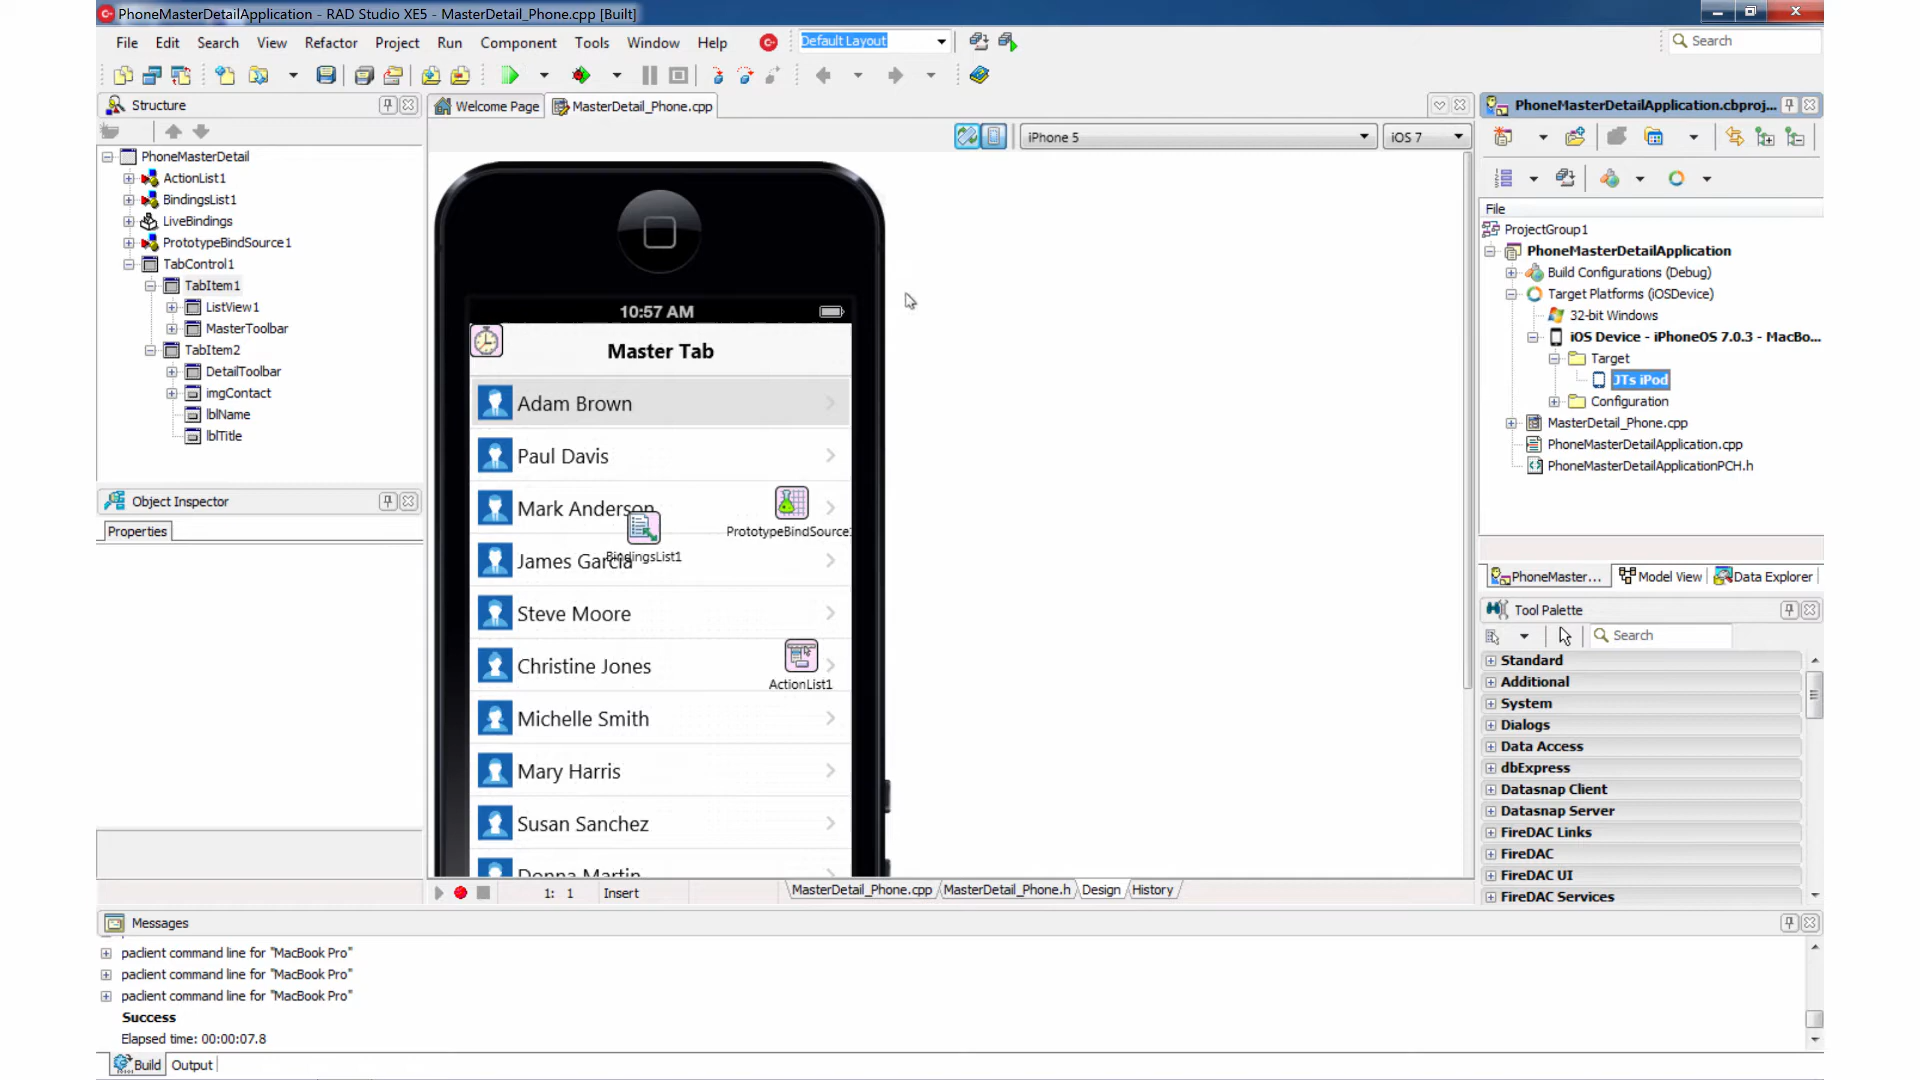 PhoneMasterDetailApplication - RAD Studio XE5 - MasterDetail_Phone.cpp [Built]
File Edit Search View Refactor Project Run Component Tools Window Help
Default Layout
Search
Structure
PhoneMasterDetail
ActionList1
BindingsList1
LiveBindings
PrototypeBindSource1
TabControl1
TabItem1
ListView1
MasterToolbar
TabItem2
DetailToolbar
imgContact
lblName
lblTitle
Object Inspector
Properties
Welcome Page MasterDetail_Phone.cpp
iPhone 5 iOS 7
10:57 AM
Master Tab
Adam Brown
Paul Davis
Mark Anderson
PrototypeBindSource1
BindingsList1
James Garcia
Steve Moore
Christine Jones
ActionList1
Michelle Smith
Mary Harris
Susan Sanchez
Donna Martin
1: 1 Insert
MasterDetail_Phone.cpp MasterDetail_Phone.h Design History
PhoneMasterDetailApplication.cbproj...
File
ProjectGroup1
PhoneMasterDetailApplication
Build Configurations (Debug)
Target Platforms (iOSDevice)
32-bit Windows
iOS Device - iPhoneOS 7.0.3 - MacBo...
Target
JTs iPod
Configuration
MasterDetail_Phone.cpp
PhoneMasterDetailApplication.cpp
PhoneMasterDetailApplicationPCH.h
PhoneMaster... Model View Data Explorer
Tool Palette
Search
Standard
Additional
System
Dialogs
Data Access
dbExpress
Datasnap Client
Datasnap Server
FireDAC Links
FireDAC
FireDAC UI
FireDAC Services
Messages
paclient command line for "MacBook Pro"
paclient command line for "MacBook Pro"
paclient command line for "MacBook Pro"
Success
Elapsed time: 00:00:07.8
Build Output